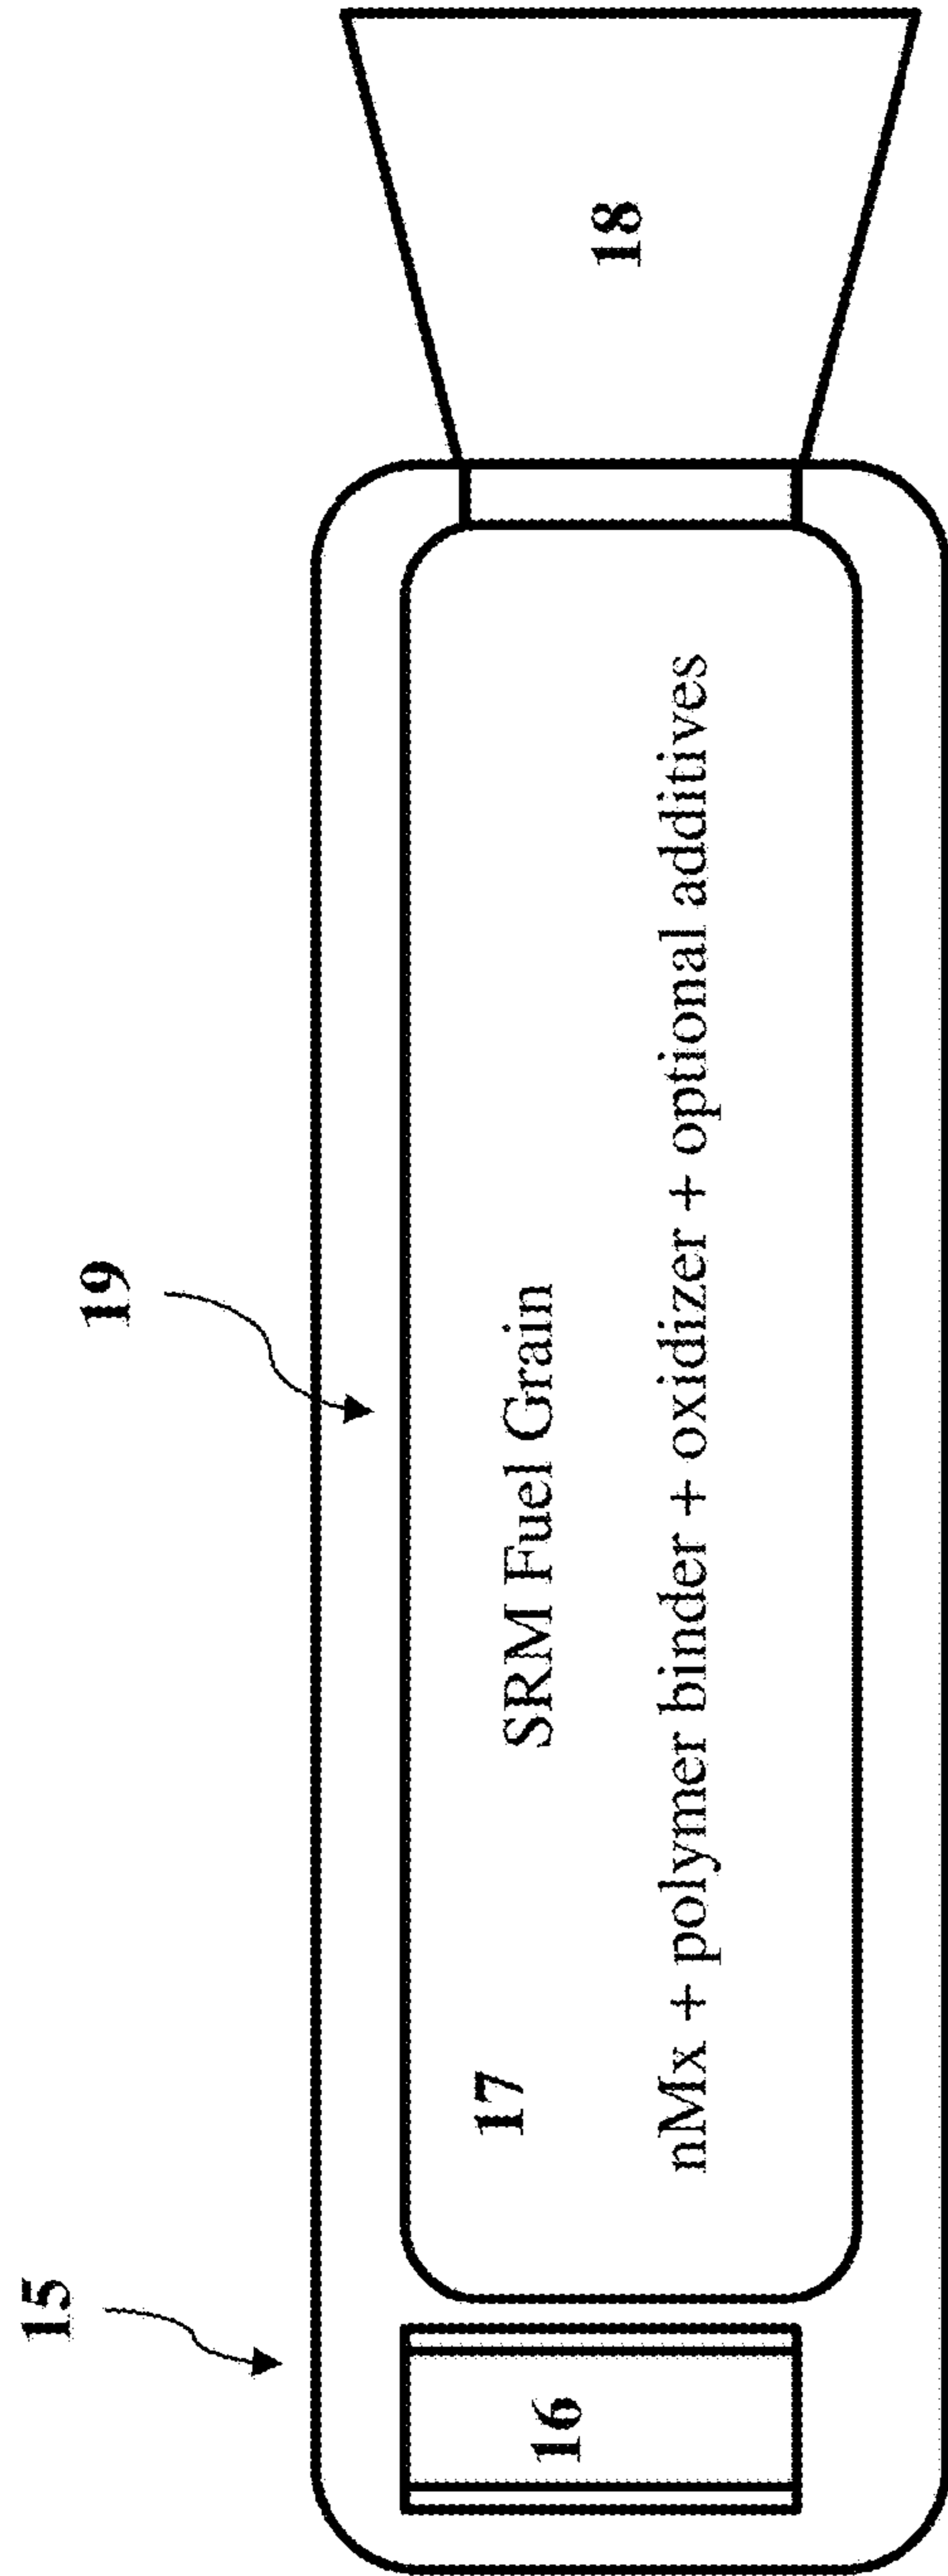 15
19
16
17
SRM Fuel Grain
nMx + polymer binder + oxidizer + optional additives
18